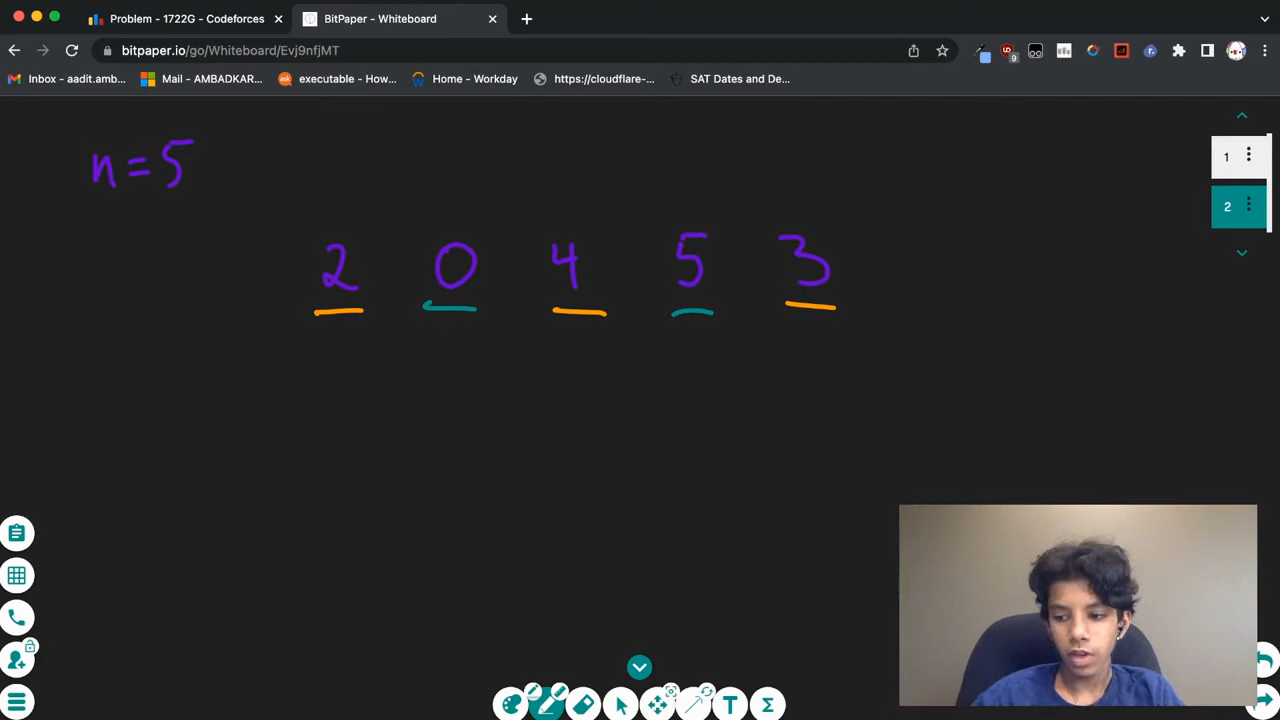 Problem - 1722G - Codeforces
BitPaper - Whiteboard
bitpaper.io/go/Whiteboard/Evj9nfjMT
9
Inbox - aadit.amb...
Mail - AMBADKAR...
executable - How...
Home - Workday
https://cloudflare-...
SAT Dates and De...
n=5
1
2
2 0 4 5 3
T
Σ